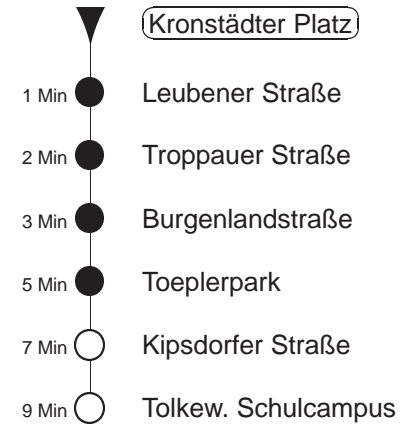 Kronstädter Platz
1 Min Leubener Straße
2 Min Troppauer Straße
3 Min Burgenlandstraße
5 Min Toeplerpark
7 Min Kipsdorfer Straße
9 Min Tolkew. Schulcampus